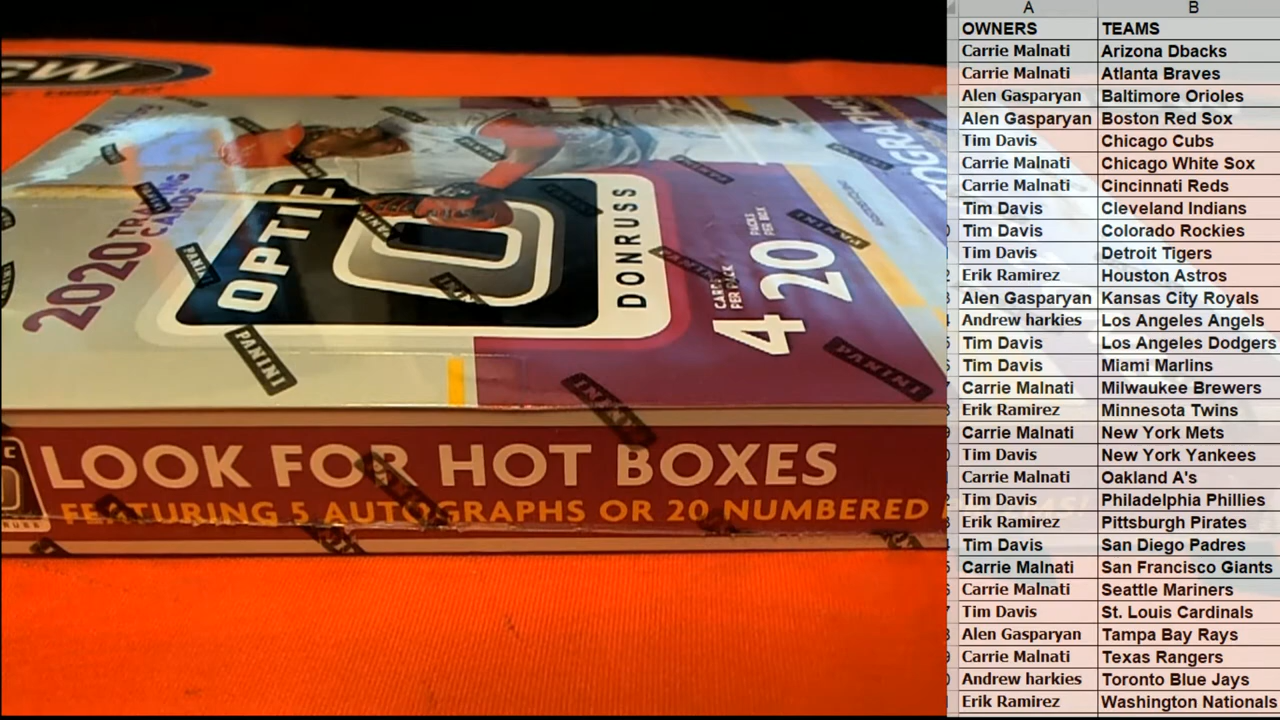 CW
2020 TRADING CARDS
OPTIC
DONRUSS
4 CARDS PER PACK
20 PACKS PER BOX
PANINI
PANINI
PANINI
PANINI
LOOK FOR HOT BOXES
FEATURING 5 AUTOGRAPHS OR 20 NUMBERED
A B
OWNERS TEAMS
Carrie Malnati Arizona Dbacks
Carrie Malnati Atlanta Braves
Alen Gasparyan Baltimore Orioles
Alen Gasparyan Boston Red Sox
Tim Davis Chicago Cubs
Carrie Malnati Chicago White Sox
Carrie Malnati Cincinnati Reds
Tim Davis Cleveland Indians
Tim Davis Colorado Rockies
Tim Davis Detroit Tigers
Erik Ramirez Houston Astros
Alen Gasparyan Kansas City Royals
Andrew harkies Los Angeles Angels
Tim Davis Los Angeles Dodgers
Tim Davis Miami Marlins
Carrie Malnati Milwaukee Brewers
Erik Ramirez Minnesota Twins
Carrie Malnati New York Mets
Tim Davis New York Yankees
Carrie Malnati Oakland A's
Tim Davis Philadelphia Phillies
Erik Ramirez Pittsburgh Pirates
Tim Davis San Diego Padres
Carrie Malnati San Francisco Giants
Carrie Malnati Seattle Mariners
Tim Davis St. Louis Cardinals
Alen Gasparyan Tampa Bay Rays
Carrie Malnati Texas Rangers
Andrew harkies Toronto Blue Jays
Erik Ramirez Washington Nationals